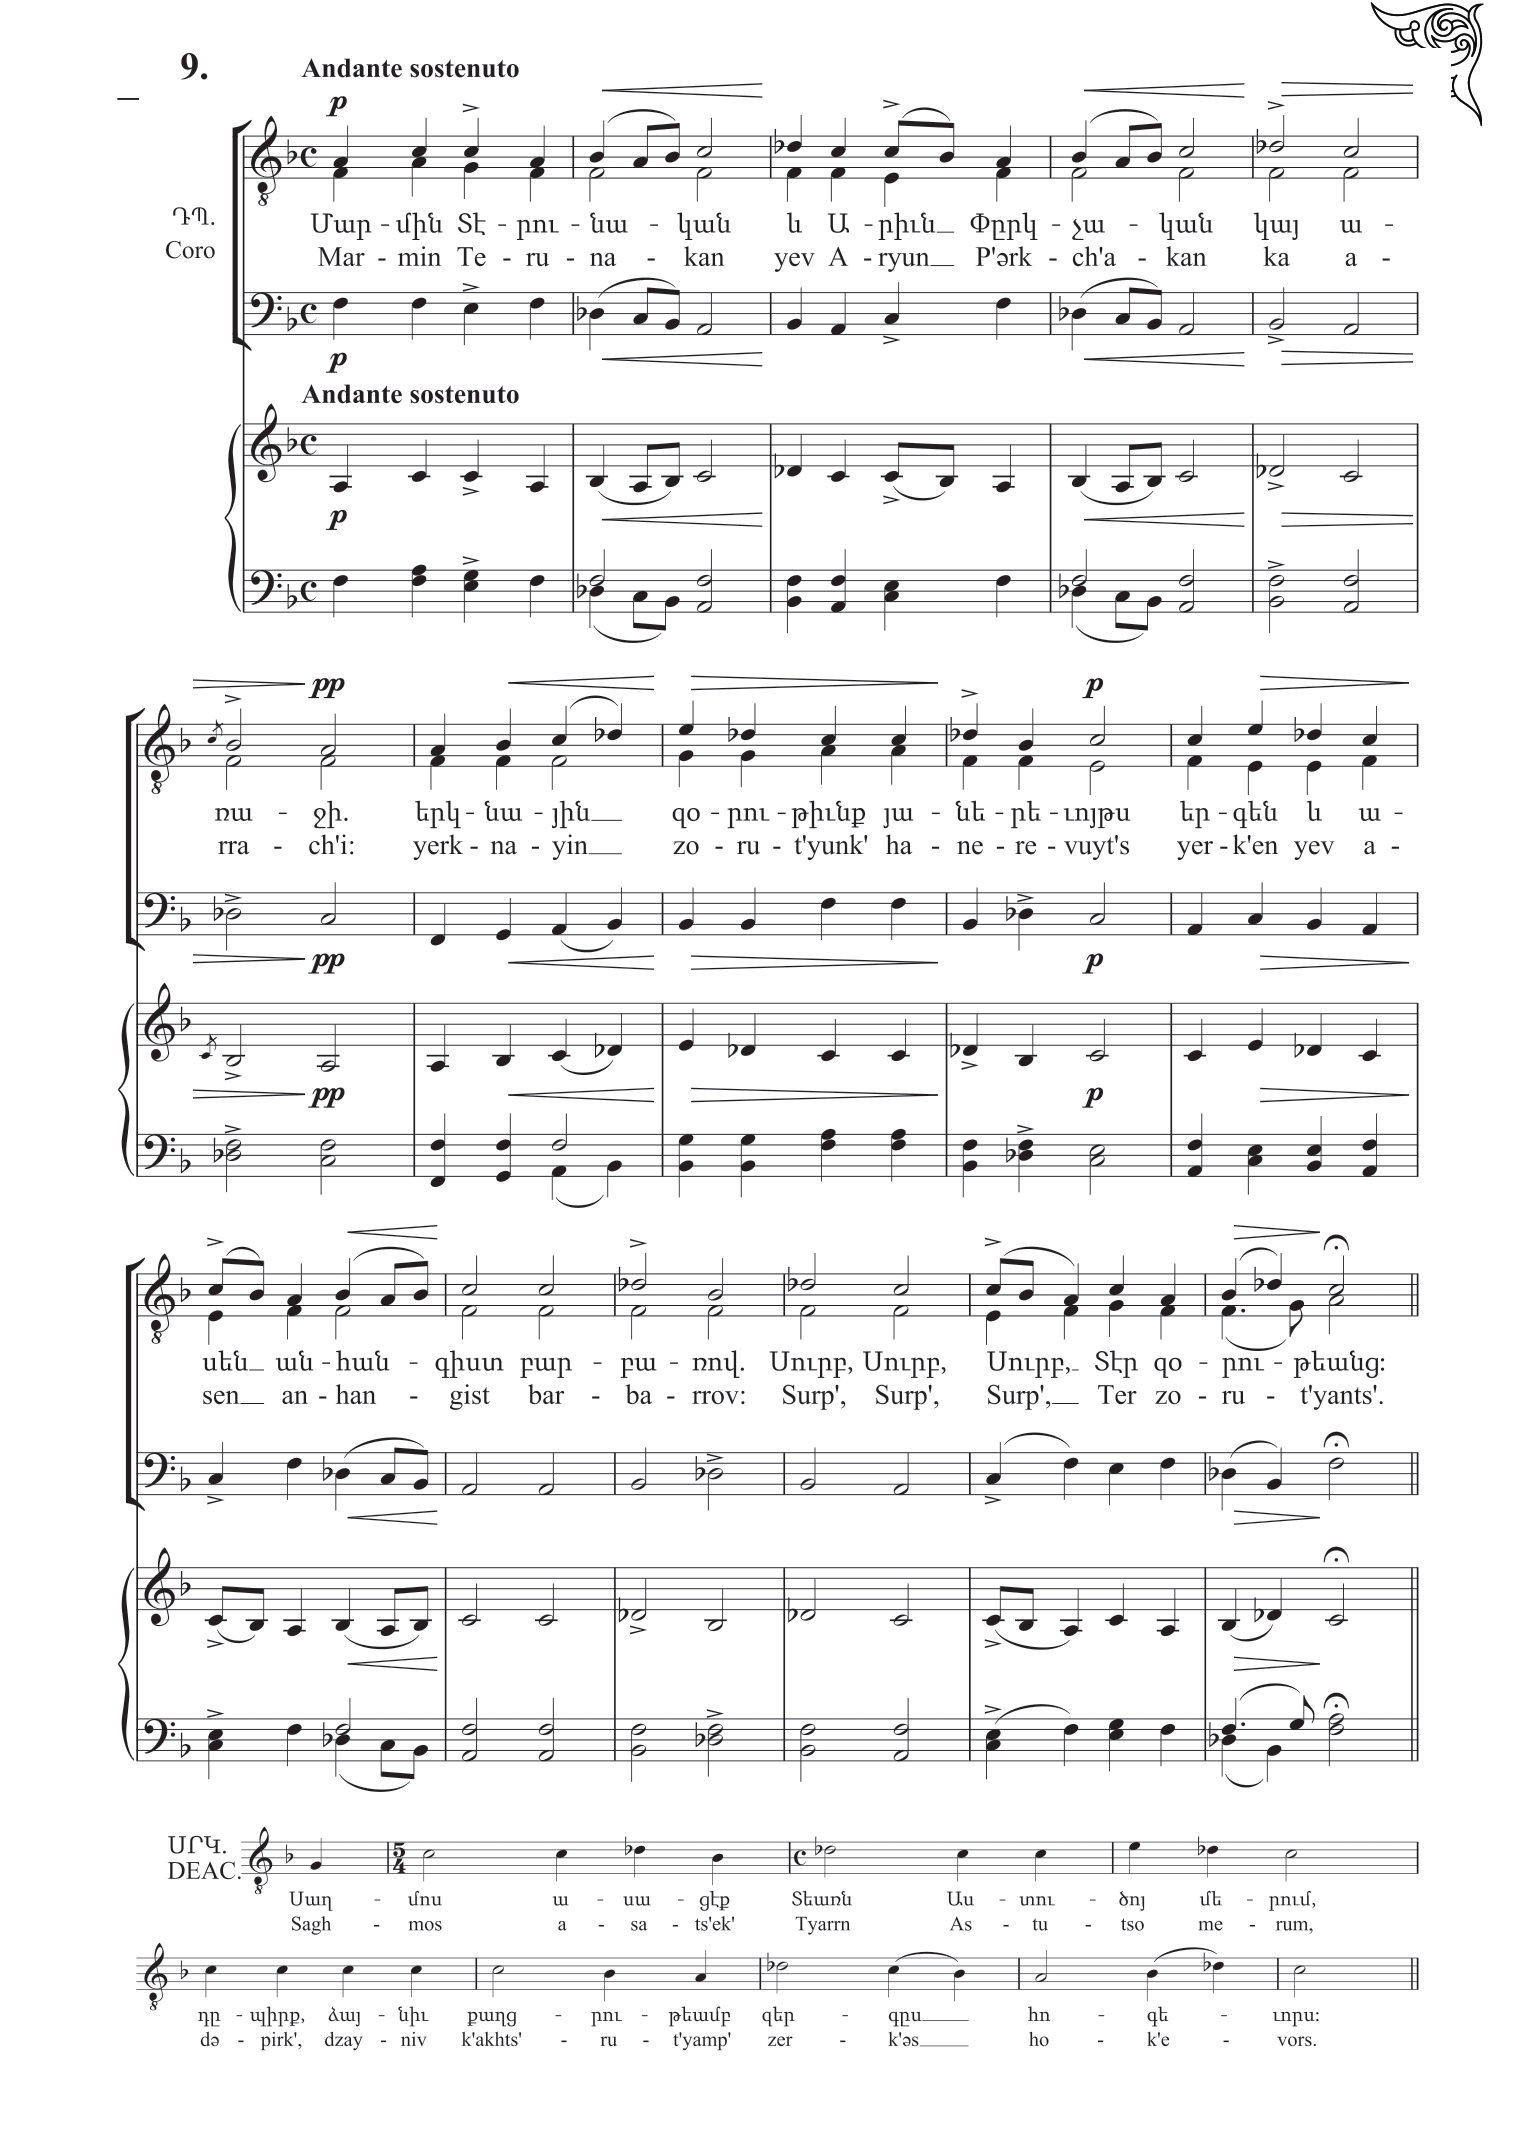 9. Andante sostenuto
p
ԴՊ. Մար - մին Տէ - րու - նա - կան և Ա - րիւն Փըրկ - չա - կան կայ ա -
Coro Mar - min Te - ru - na - kan yev A - ryun P'ərk - ch'a - kan ka a -
p
Andante sostenuto
p
pp
p
ռա - ջի. երկ - նա - յին զօ - րու - թիւնք յա - նե - րե - ւոյթս եր - գեն և ա -
rra - ch'i: yerk - na - yin zo - ru - t'yunk' ha - ne - re - vuyt's yer - k'en yev a -
pp p
pp p
սեն ան - հան - գիստ բար - բա - ռով. Սուրբ, Սուրբ, Սուրբ, Տէր զօ - րու - թեանց:
sen an - han - gist bar - ba - rrov: Surp', Surp', Surp', Ter zo - ru - t'yants'.
ՍՐԿ.
DEAC.
5
4
Սաղ - մոս ա - սա - ցէք Տեառն Աս - տու - ծոյ մե - րում,
Sagh - mos a - sa - ts'ek' Tyarrn As - tu - tso me - rum,
դը - պիրք, ձայ - նիւ քաղց - րու - թեամբ զեր - գըս հո - գե - ւորս:
də - pirk', dzay - niv k'akhts' - ru - t'yamp' zer - k'əs ho - k'e - vors.